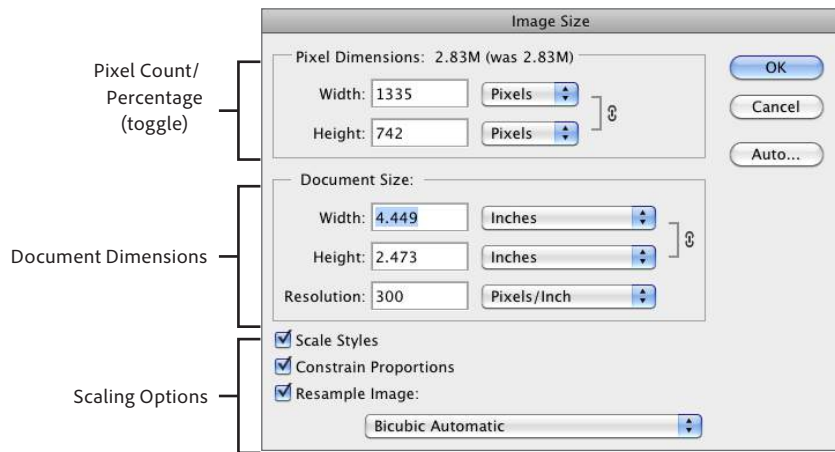 Image Size
Pixel Count/
Percentage
(toggle)
Pixel Dimensions: 2.83M (was 2.83M)
Width: 1335 Pixels
Height: 742 Pixels
OK
Cancel
Auto...
Document Dimensions
Document Size:
Width: 4.449 Inches
Height: 2.473 Inches
Resolution: 300 Pixels/Inch
Scaling Options
Scale Styles
Constrain Proportions
Resample Image:
Bicubic Automatic